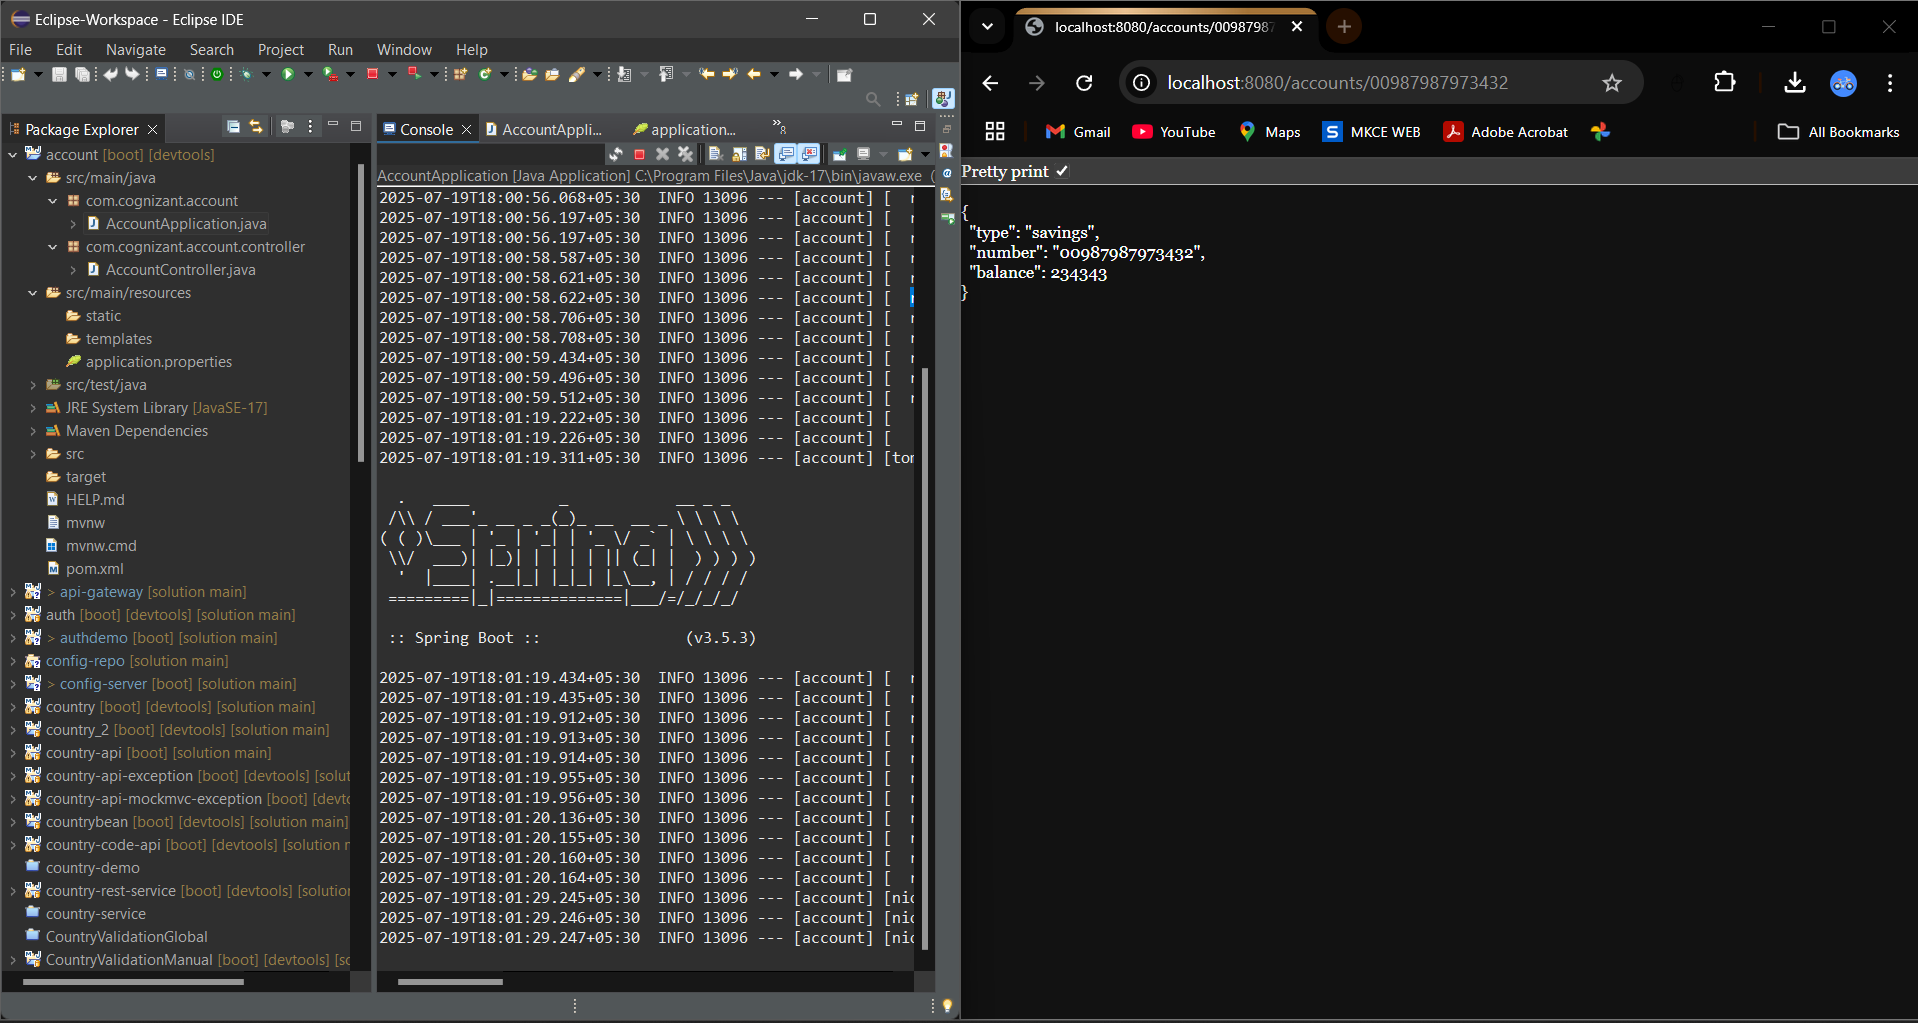 Eclipse-Workspace - Eclipse IDE
File Edit Navigate Search Project Run Window Help
Package Explorer
account [boot] [devtools]
src/main/java
com.cognizant.account
AccountApplication.java
com.cognizant.account.controller
AccountController.java
src/main/resources
static
templates
application.properties
src/test/java
JRE System Library [JavaSE-17]
Maven Dependencies
src
target
HELP.md
mvnw
mvnw.cmd
pom.xml
> api-gateway [solution main]
auth [boot] [devtools] [solution main]
> authdemo [boot] [solution main]
config-repo [solution main]
> config-server [boot] [solution main]
country [boot] [devtools] [solution main]
country_2 [boot] [devtools] [solution main]
country-api [boot] [solution main]
country-api-exception [boot] [devtools] [solut
country-api-mockmvc-exception [boot] [devtc
countrybean [boot] [devtools] [solution main]
country-code-api [boot] [devtools] [solution r
country-demo
country-rest-service [boot] [devtools] [solution
country-service
CountryValidationGlobal
CountryValidationManual [boot] [devtools] [sc
Console AccountAppli... application... »8
AccountApplication [Java Application] C:\Program Files\Java\jdk-17\bin\javaw.exe (
2025-07-19T18:00:56.068+05:30 INFO 13096 --- [account] [ r
2025-07-19T18:00:56.197+05:30 INFO 13096 --- [account] [ r
2025-07-19T18:00:56.197+05:30 INFO 13096 --- [account] [ r
2025-07-19T18:00:58.587+05:30 INFO 13096 --- [account] [ r
2025-07-19T18:00:58.621+05:30 INFO 13096 --- [account] [ r
2025-07-19T18:00:58.622+05:30 INFO 13096 --- [account] [ r
2025-07-19T18:00:58.706+05:30 INFO 13096 --- [account] [ r
2025-07-19T18:00:58.708+05:30 INFO 13096 --- [account] [ r
2025-07-19T18:00:59.434+05:30 INFO 13096 --- [account] [ r
2025-07-19T18:00:59.496+05:30 INFO 13096 --- [account] [ r
2025-07-19T18:00:59.512+05:30 INFO 13096 --- [account] [ r
2025-07-19T18:01:19.222+05:30 INFO 13096 --- [account] [
2025-07-19T18:01:19.226+05:30 INFO 13096 --- [account] [
2025-07-19T18:01:19.311+05:30 INFO 13096 --- [account] [tom
Spring
:: Spring Boot :: (v3.5.3)
2025-07-19T18:01:19.434+05:30 INFO 13096 --- [account] [ r
2025-07-19T18:01:19.435+05:30 INFO 13096 --- [account] [ r
2025-07-19T18:01:19.912+05:30 INFO 13096 --- [account] [ r
2025-07-19T18:01:19.913+05:30 INFO 13096 --- [account] [ r
2025-07-19T18:01:19.914+05:30 INFO 13096 --- [account] [ r
2025-07-19T18:01:19.955+05:30 INFO 13096 --- [account] [ r
2025-07-19T18:01:19.956+05:30 INFO 13096 --- [account] [ r
2025-07-19T18:01:20.136+05:30 INFO 13096 --- [account] [ r
2025-07-19T18:01:20.155+05:30 INFO 13096 --- [account] [ r
2025-07-19T18:01:20.160+05:30 INFO 13096 --- [account] [ r
2025-07-19T18:01:20.164+05:30 INFO 13096 --- [account] [ r
2025-07-19T18:01:29.245+05:30 INFO 13096 --- [account] [nio
2025-07-19T18:01:29.246+05:30 INFO 13096 --- [account] [nio
2025-07-19T18:01:29.247+05:30 INFO 13096 --- [account] [nio
localhost:8080/accounts/0098798
localhost:8080/accounts/00987987973432
Gmail YouTube Maps MKCE WEB Adobe Acrobat All Bookmarks
Pretty print
{
"type": "savings",
"number": "00987987973432",
"balance": 234343
}